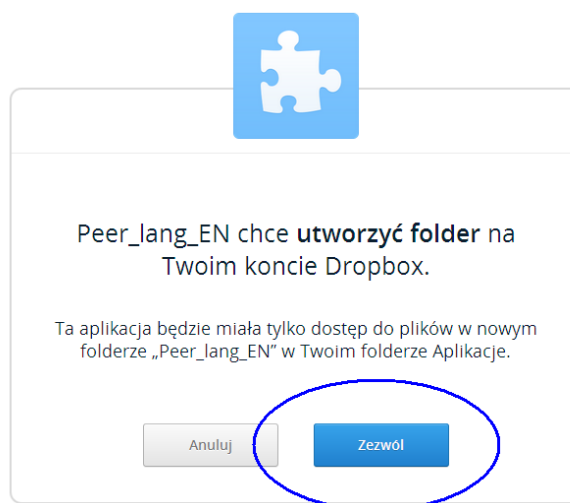 Peer_lang_EN chce utworzyć folder na
Twoim koncie Dropbox.
Ta aplikacja będzie miała tylko dostęp do plików w nowym
folderze „Peer_lang_EN” w Twoim folderze Aplikacje.
Anuluj
Zezwól